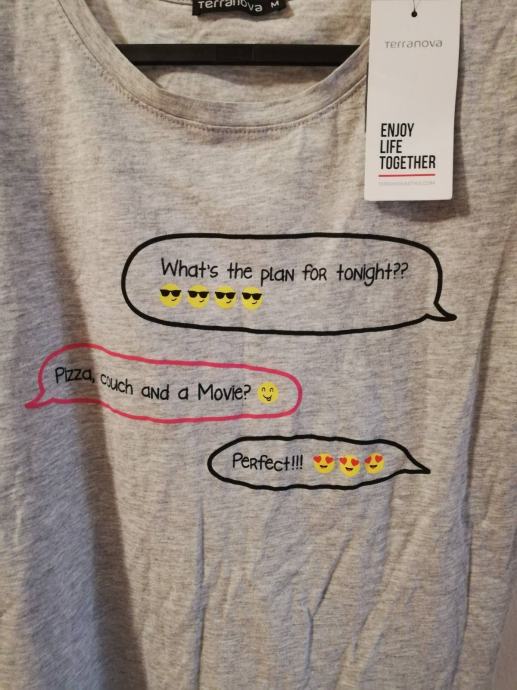 Terranova M
Terranova
ENJOY
LIFE
TOGETHER
What's the plan for tonight??
😎😎😎😎
Pizza, couch and a Movie? 😊
Perfect!!! 😍😍😍